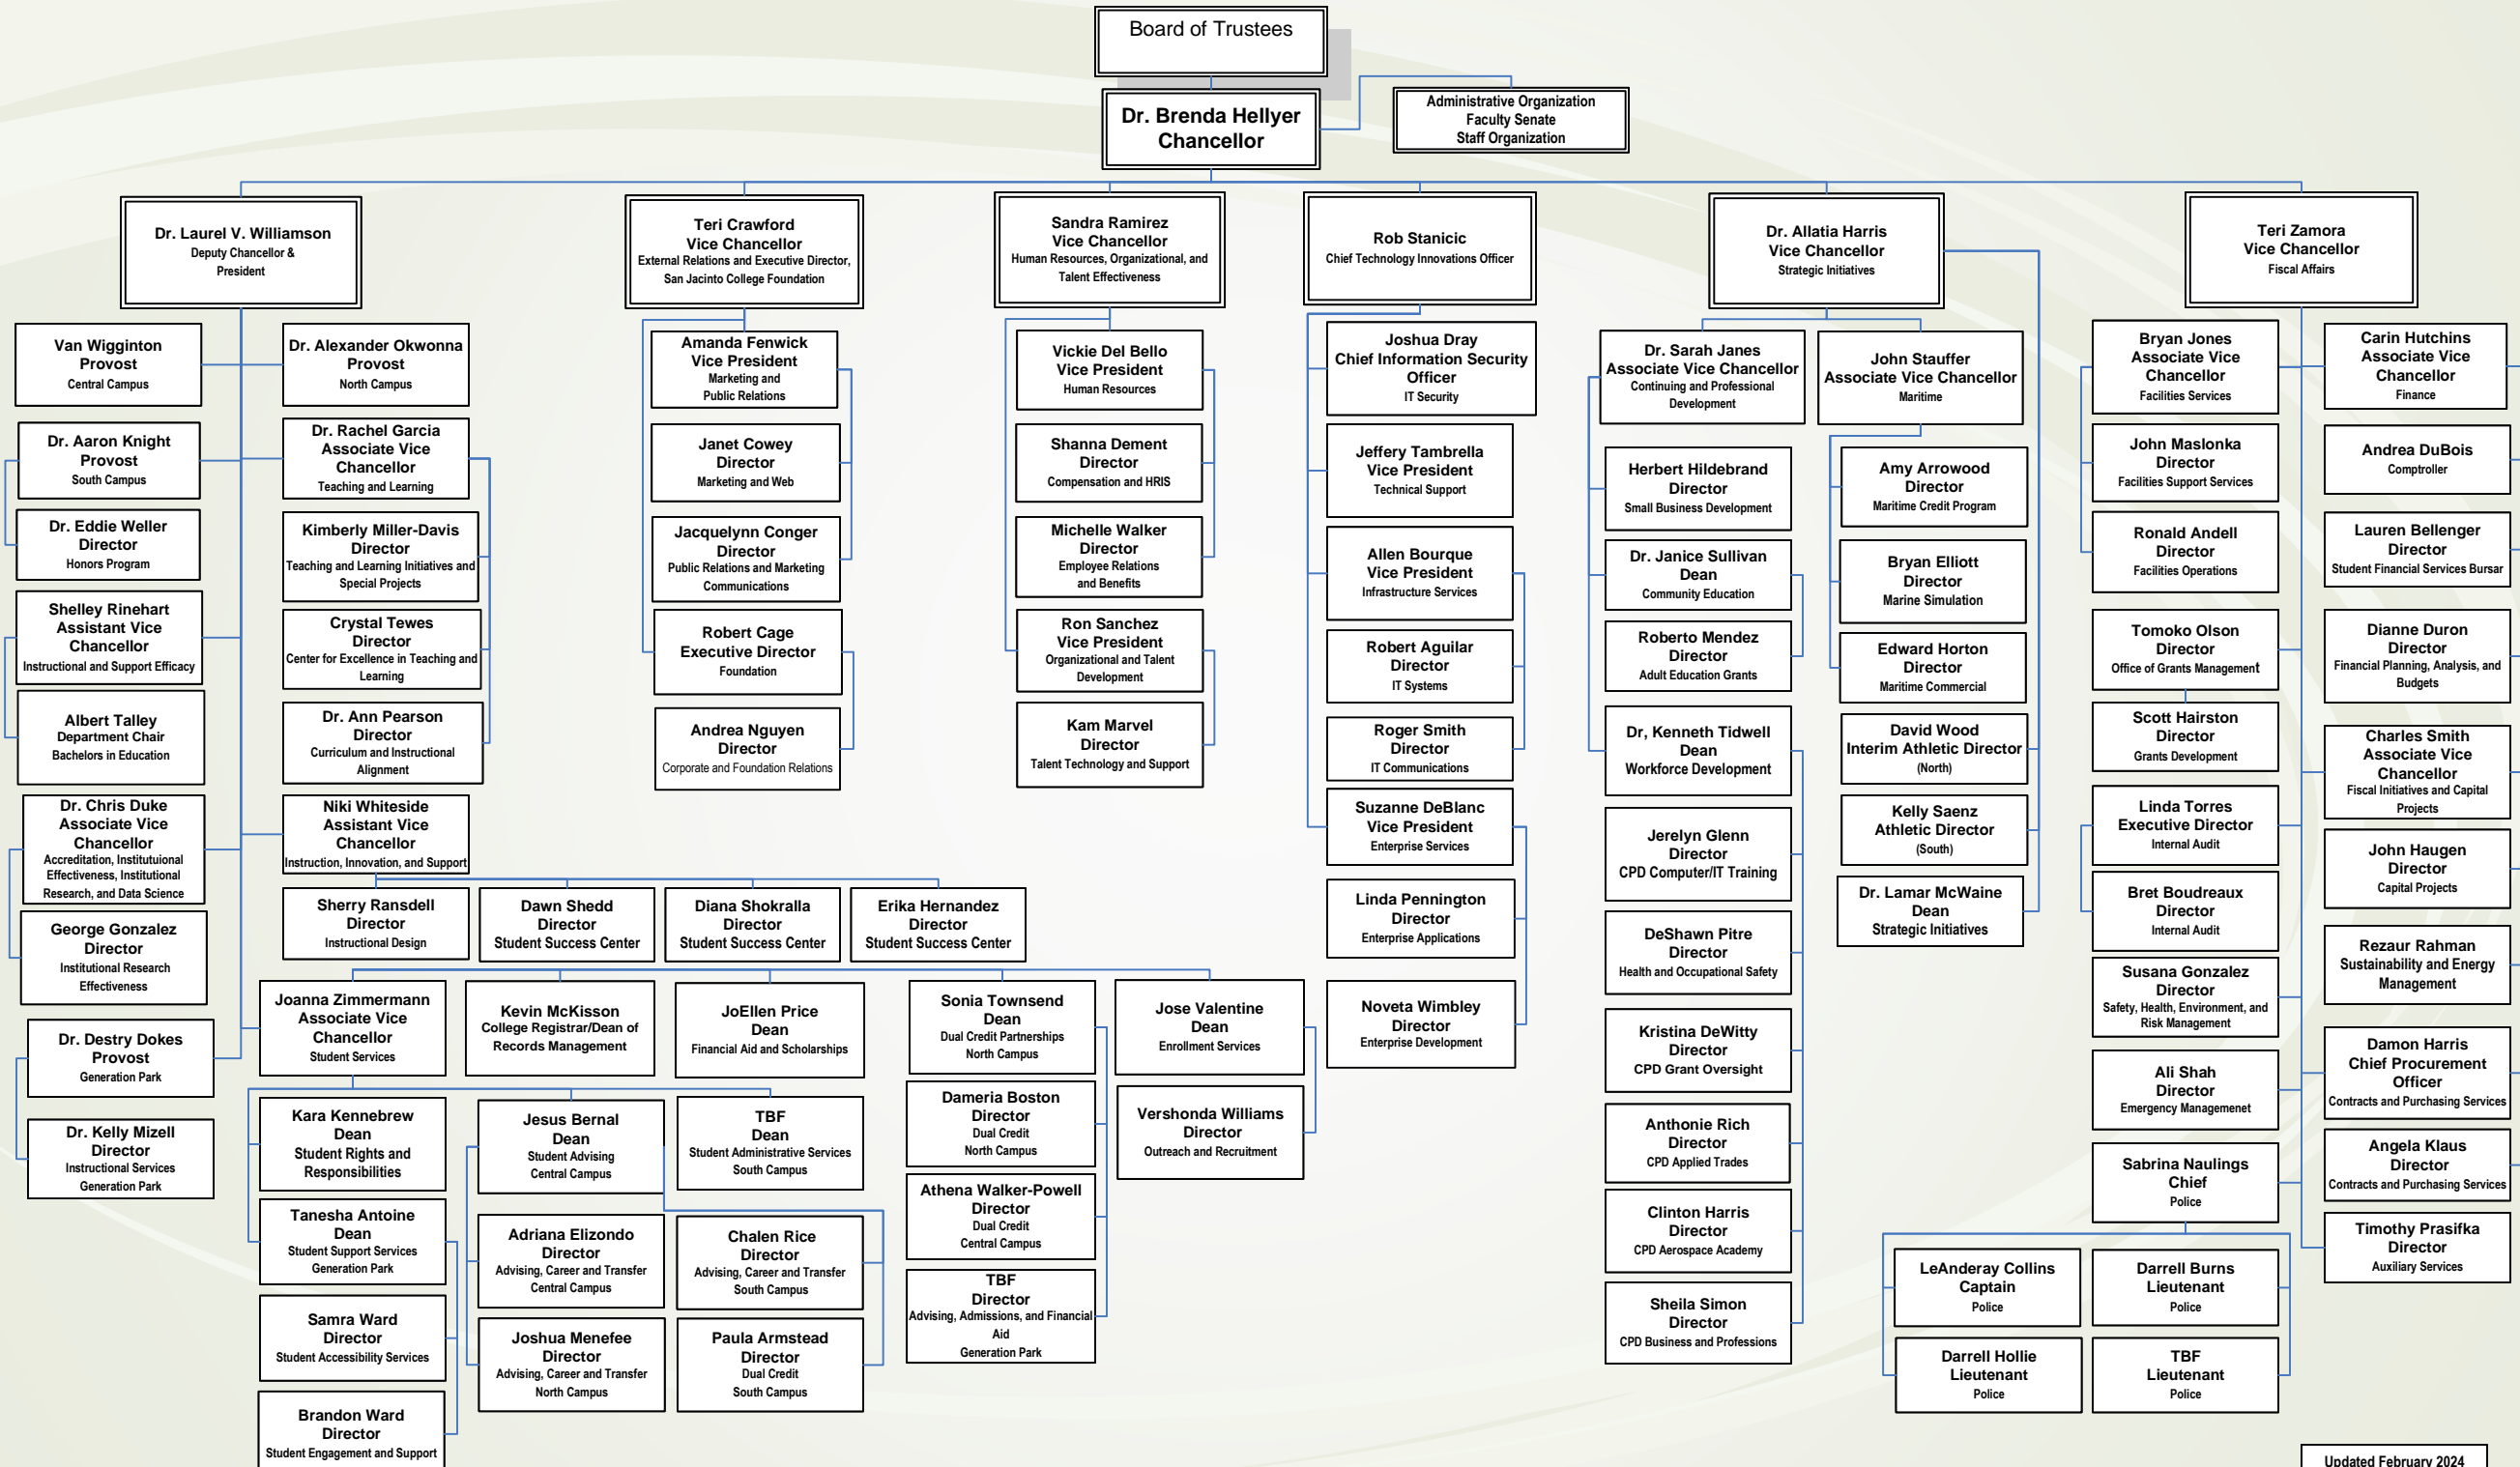 Board of Trustees
Dr. Brenda Hellyer
Chancellor
Administrative Organization
Faculty Senate
Staff Organization
Dr. Laurel V. Williamson
Deputy Chancellor &
President
Teri Crawford
Vice Chancellor
External Relations and Executive Director,
San Jacinto College Foundation
Sandra Ramirez
Vice Chancellor
Human Resources, Organizational, and
Talent Effectiveness
Rob Stanicic
Chief Technology Innovations Officer
Dr. Allatia Harris
Vice Chancellor
Strategic Initiatives
Teri Zamora
Vice Chancellor
Fiscal Affairs
Van Wigginton
Provost
Central Campus
Dr. Aaron Knight
Provost
South Campus
Dr. Eddie Weller
Director
Honors Program
Shelley Rinehart
Assistant Vice
Chancellor
Instructional and Support Efficacy
Albert Talley
Department Chair
Bachelors in Education
Dr. Chris Duke
Associate Vice
Chancellor
Accreditation, Institutuional
Effectiveness, Institutional
Research, and Data Science
George Gonzalez
Director
Institutional Research
Effectiveness
Dr. Destry Dokes
Provost
Generation Park
Dr. Kelly Mizell
Director
Instructional Services
Generation Park
Dr. Alexander Okwonna
Provost
North Campus
Dr. Rachel Garcia
Associate Vice
Chancellor
Teaching and Learning
Kimberly Miller-Davis
Director
Teaching and Learning Initiatives and
Special Projects
Crystal Tewes
Director
Center for Excellence in Teaching and
Learning
Dr. Ann Pearson
Director
Curriculum and Instructional
Alignment
Niki Whiteside
Assistant Vice
Chancellor
Instruction, Innovation, and Support
Sherry Ransdell
Director
Instructional Design
Dawn Shedd
Director
Student Success Center
Diana Shokralla
Director
Student Success Center
Erika Hernandez
Director
Student Success Center
Joanna Zimmermann
Associate Vice
Chancellor
Student Services
Kevin McKisson
College Registrar/Dean of
Records Management
JoEllen Price
Dean
Financial Aid and Scholarships
Sonia Townsend
Dean
Dual Credit Partnerships
North Campus
Jose Valentine
Dean
Enrollment Services
Kara Kennebrew
Dean
Student Rights and
Responsibilities
Jesus Bernal
Dean
Student Advising
Central Campus
TBF
Dean
Student Administrative Services
South Campus
Dameria Boston
Director
Dual Credit
North Campus
Vershonda Williams
Director
Outreach and Recruitment
Tanesha Antoine
Dean
Student Support Services
Generation Park
Adriana Elizondo
Director
Advising, Career and Transfer
Central Campus
Chalen Rice
Director
Advising, Career and Transfer
South Campus
Athena Walker-Powell
Director
Dual Credit
Central Campus
Samra Ward
Director
Student Accessibility Services
Joshua Menefee
Director
Advising, Career and Transfer
North Campus
Paula Armstead
Director
Dual Credit
South Campus
TBF
Director
Advising, Admissions, and Financial
Aid
Generation Park
Brandon Ward
Director
Student Engagement and Support
Amanda Fenwick
Vice President
Marketing and
Public Relations
Janet Cowey
Director
Marketing and Web
Jacquelynn Conger
Director
Public Relations and Marketing
Communications
Robert Cage
Executive Director
Foundation
Andrea Nguyen
Director
Corporate and Foundation Relations
Vickie Del Bello
Vice President
Human Resources
Shanna Dement
Director
Compensation and HRIS
Michelle Walker
Director
Employee Relations
and Benefits
Ron Sanchez
Vice President
Organizational and Talent
Development
Kam Marvel
Director
Talent Technology and Support
Joshua Dray
Chief Information Security
Officer
IT Security
Jeffery Tambrella
Vice President
Technical Support
Allen Bourque
Vice President
Infrastructure Services
Robert Aguilar
Director
IT Systems
Roger Smith
Director
IT Communications
Suzanne DeBlanc
Vice President
Enterprise Services
Linda Pennington
Director
Enterprise Applications
Noveta Wimbley
Director
Enterprise Development
Dr. Sarah Janes
Associate Vice Chancellor
Continuing and Professional
Development
Herbert Hildebrand
Director
Small Business Development
Dr. Janice Sullivan
Dean
Community Education
Roberto Mendez
Director
Adult Education Grants
Dr, Kenneth Tidwell
Dean
Workforce Development
Jerelyn Glenn
Director
CPD Computer/IT Training
DeShawn Pitre
Director
Health and Occupational Safety
Kristina DeWitty
Director
CPD Grant Oversight
Anthonie Rich
Director
CPD Applied Trades
Clinton Harris
Director
CPD Aerospace Academy
Sheila Simon
Director
CPD Business and Professions
John Stauffer
Associate Vice Chancellor
Maritime
Amy Arrowood
Director
Maritime Credit Program
Bryan Elliott
Director
Marine Simulation
Edward Horton
Director
Maritime Commercial
David Wood
Interim Athletic Director
(North)
Kelly Saenz
Athletic Director
(South)
Dr. Lamar McWaine
Dean
Strategic Initiatives
Bryan Jones
Associate Vice
Chancellor
Facilities Services
John Maslonka
Director
Facilities Support Services
Ronald Andell
Director
Facilities Operations
Tomoko Olson
Director
Office of Grants Management
Scott Hairston
Director
Grants Development
Linda Torres
Executive Director
Internal Audit
Bret Boudreaux
Director
Internal Audit
Susana Gonzalez
Director
Safety, Health, Environment, and
Risk Management
Ali Shah
Director
Emergency Managemenet
Sabrina Naulings
Chief
Police
LeAnderay Collins
Captain
Police
Darrell Burns
Lieutenant
Police
Darrell Hollie
Lieutenant
Police
TBF
Lieutenant
Police
Carin Hutchins
Associate Vice
Chancellor
Finance
Andrea DuBois
Comptroller
Lauren Bellenger
Director
Student Financial Services Bursar
Dianne Duron
Director
Financial Planning, Analysis, and
Budgets
Charles Smith
Associate Vice
Chancellor
Fiscal Initiatives and Capital
Projects
John Haugen
Director
Capital Projects
Rezaur Rahman
Sustainability and Energy
Management
Damon Harris
Chief Procurement
Officer
Contracts and Purchasing Services
Angela Klaus
Director
Contracts and Purchasing Services
Timothy Prasifka
Director
Auxiliary Services
Updated February 2024